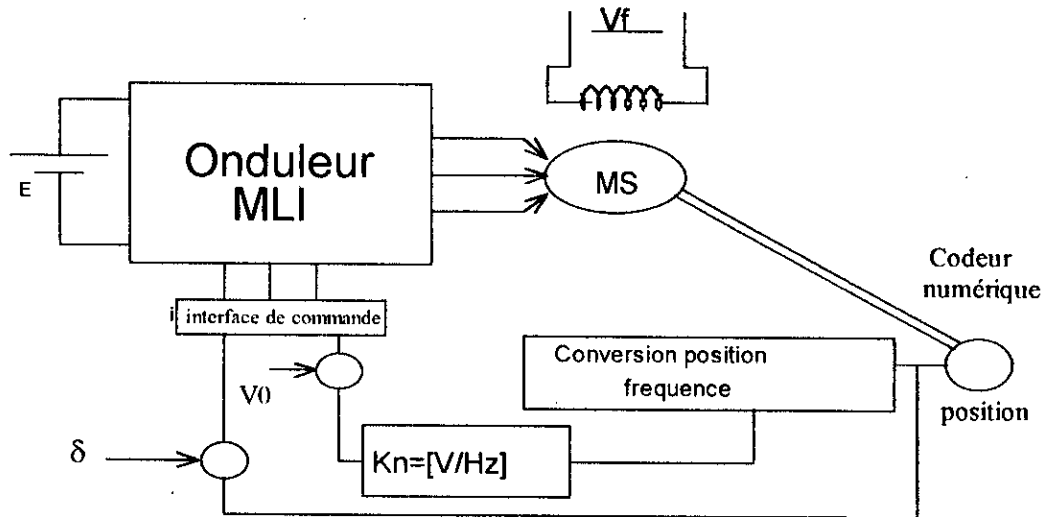 Vf
Onduleur
MLI
E
MS
Codeur
numérique
i interface de commande
Conversion position
frequence
V0
position
δ
Kn=[V/Hz]